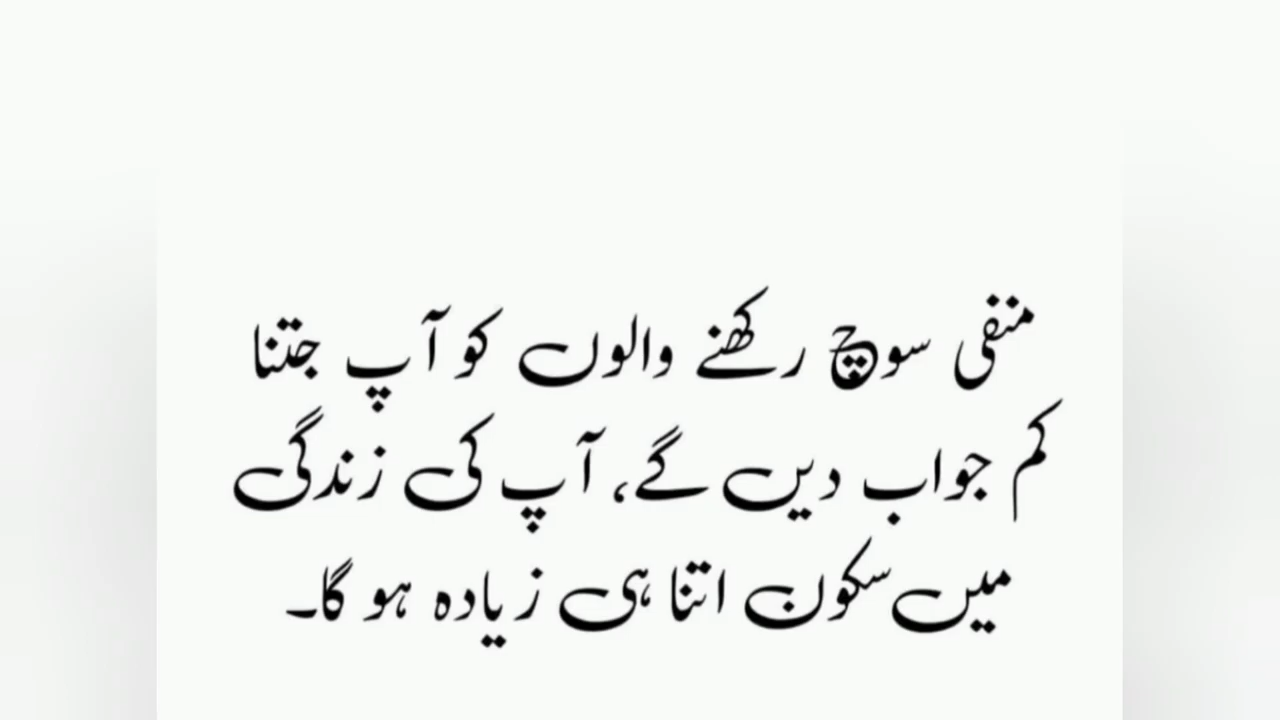 منفی سوچ رکھنے والوں کو آپ جتنا
کم جواب دیں گے، آپ کی زندگی
میں سکون اتنا ہی زیادہ ہو گا۔